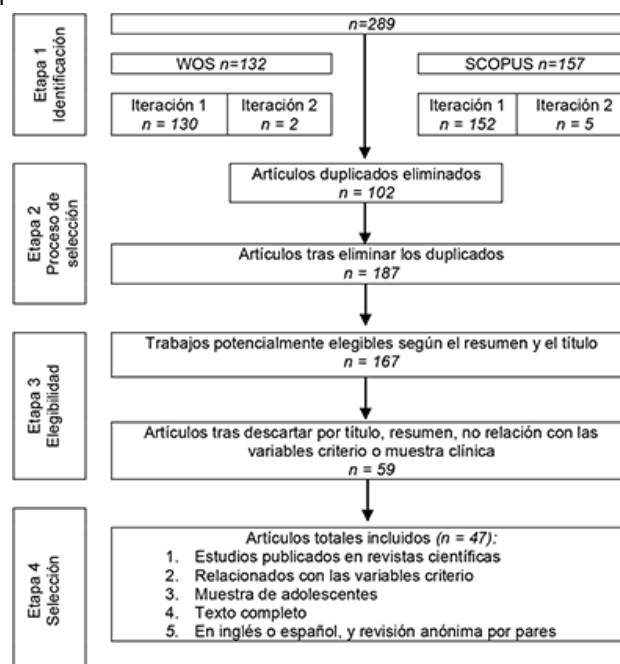 n=289
Etapa 1
Identificación
WOS n=132
SCOPUS n=157
Iteración 1
n = 130
Iteración 2
n = 2
Iteración 1
n = 152
Iteración 2
n = 5
Etapa 2
Proceso de
selección
Artículos duplicados eliminados
n = 102
Artículos tras eliminar los duplicados
n = 187
Etapa 3
Elegibilidad
Trabajos potencialmente elegibles según el resumen y el título
n = 167
Artículos tras descartar por título, resumen, no relación con las
variables criterio o muestra clínica
n = 59
Etapa 4
Selección
Artículos totales incluidos (n = 47):
1. Estudios publicados en revistas científicas
2. Relacionados con las variables criterio
3. Muestra de adolescentes
4. Texto completo
5. En inglés o español, y revisión anónima por pares